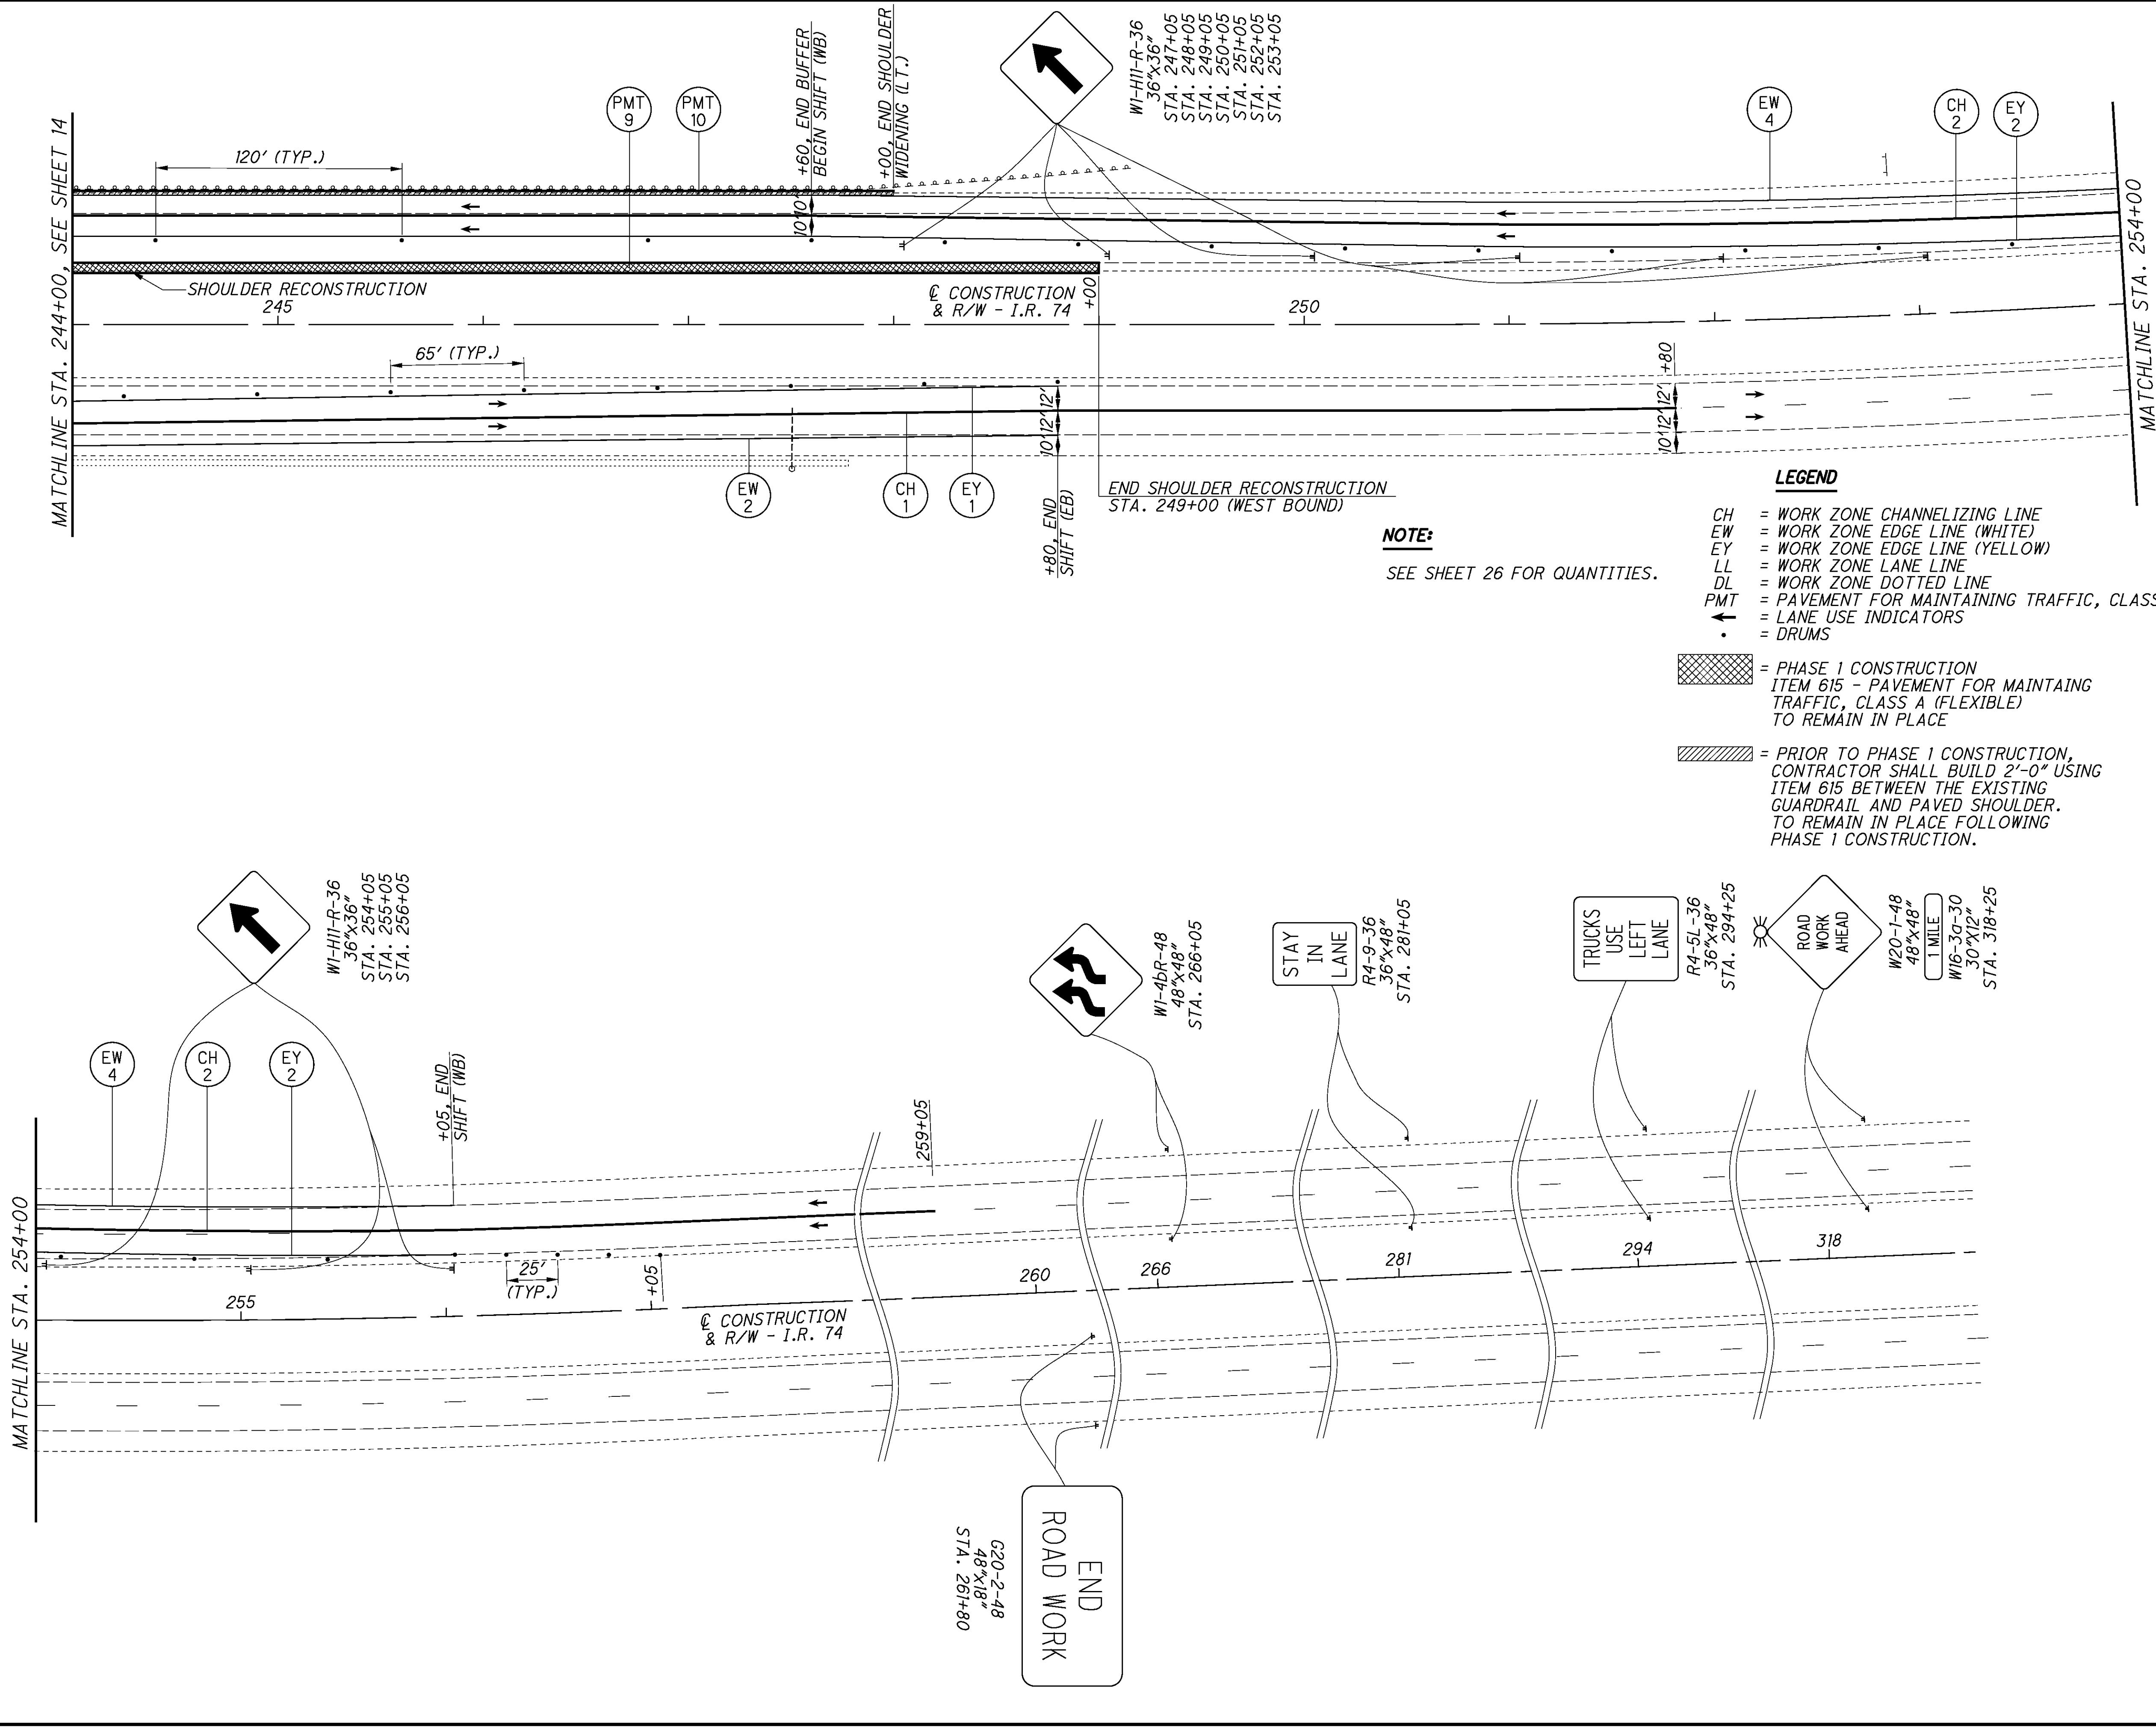 MATCHLINE STA. 244+00, SEE SHEET 14
120' (TYP.)
PMT
9
PMT
10
+60, END BUFFER
BEGIN SHIFT (WB)
+00, END SHOULDER
WIDENING (LT.)
W1-H11-R-36
36"x36"
STA. 247+05
STA. 248+05
STA. 249+05
STA. 250+05
STA. 251+05
STA. 252+05
STA. 253+05
EW
4
CH
2
EY
2
MATCHLINE STA. 254+00
10'
10'
SHOULDER RECONSTRUCTION
245
℄ CONSTRUCTION
& R/W - I.R. 74
+00
250
65' (TYP.)
12'
12'
10'
+80
12'
12'
10'
EW
2
CH
1
EY
1
+80, END
SHIFT (EB)
END SHOULDER RECONSTRUCTION
STA. 249+00 (WEST BOUND)
NOTE:
SEE SHEET 26 FOR QUANTITIES.
LEGEND
CH = WORK ZONE CHANNELIZING LINE
EW = WORK ZONE EDGE LINE (WHITE)
EY = WORK ZONE EDGE LINE (YELLOW)
LL = WORK ZONE LANE LINE
DL = WORK ZONE DOTTED LINE
PMT = PAVEMENT FOR MAINTAINING TRAFFIC, CLASS
= LANE USE INDICATORS
= DRUMS
= PHASE 1 CONSTRUCTION
ITEM 615 - PAVEMENT FOR MAINTAING
TRAFFIC, CLASS A (FLEXIBLE)
TO REMAIN IN PLACE
= PRIOR TO PHASE 1 CONSTRUCTION,
CONTRACTOR SHALL BUILD 2'-0" USING
ITEM 615 BETWEEN THE EXISTING
GUARDRAIL AND PAVED SHOULDER.
TO REMAIN IN PLACE FOLLOWING
PHASE 1 CONSTRUCTION.
MATCHLINE STA. 254+00
W1-H11-R-36
36"x36"
STA. 254+05
STA. 255+05
STA. 256+05
EW
4
CH
2
EY
2
+05, END
SHIFT (WB)
259+05
W1-4bR-48
48"x48"
STA. 266+05
STAY
IN
LANE
R4-9-36
36"x48"
STA. 281+05
TRUCKS
USE
LEFT
LANE
R4-5L-36
36"x48"
STA. 294+25
ROAD
WORK
AHEAD
W20-1-48
48"x48"
1 MILE
W16-3a-30
30"X12"
STA. 318+25
25'
(TYP.)
+05
255
℄ CONSTRUCTION
& R/W - I.R. 74
260
266
281
294
318
END
ROAD WORK
G20-2-48
48"x18"
STA. 261+80